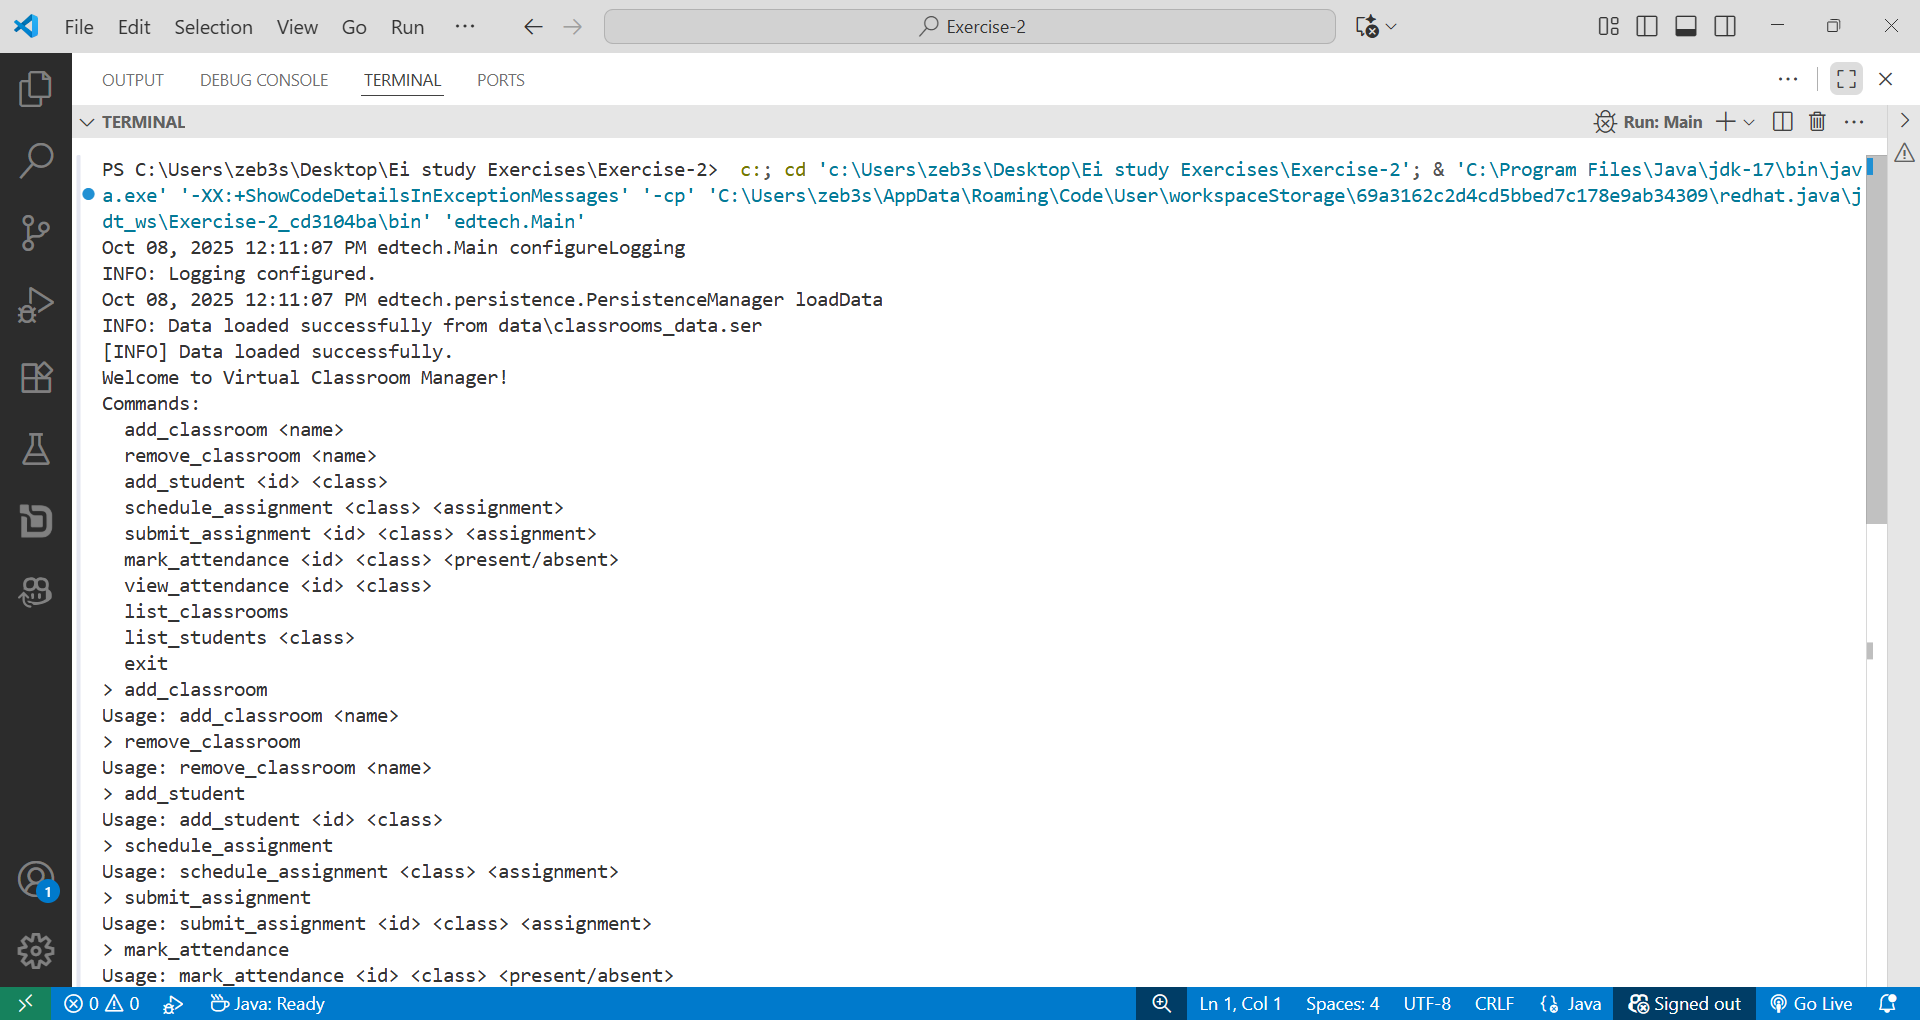 File Edit Selection View Go Run ··· Exercise-2
OUTPUT DEBUG CONSOLE TERMINAL PORTS
TERMINAL Run: Main
PS C:\Users\zeb3s\Desktop\Ei study Exercises\Exercise-2> c:; cd 'c:\Users\zeb3s\Desktop\Ei study Exercises\Exercise-2'; & 'C:\Program Files\Java\jdk-17\bin\jav
a.exe' '-XX:+ShowCodeDetailsInExceptionMessages' '-cp' 'C:\Users\zeb3s\AppData\Roaming\Code\User\workspaceStorage\69a3162c2d4cd5bbed7c178e9ab34309\redhat.java\j
dt_ws\Exercise-2_cd3104ba\bin' 'edtech.Main'
Oct 08, 2025 12:11:07 PM edtech.Main configureLogging
INFO: Logging configured.
Oct 08, 2025 12:11:07 PM edtech.persistence.PersistenceManager loadData
INFO: Data loaded successfully from data\classrooms_data.ser
[INFO] Data loaded successfully.
Welcome to Virtual Classroom Manager!
Commands:
  add_classroom <name>
  remove_classroom <name>
  add_student <id> <class>
  schedule_assignment <class> <assignment>
  submit_assignment <id> <class> <assignment>
  mark_attendance <id> <class> <present/absent>
  view_attendance <id> <class>
  list_classrooms
  list_students <class>
  exit
> add_classroom
Usage: add_classroom <name>
> remove_classroom
Usage: remove_classroom <name>
> add_student
Usage: add_student <id> <class>
> schedule_assignment
Usage: schedule_assignment <class> <assignment>
> submit_assignment
Usage: submit_assignment <id> <class> <assignment>
> mark_attendance
Usage: mark_attendance <id> <class> <present/absent>
1
0 0 Java: Ready Ln 1, Col 1 Spaces: 4 UTF-8 CRLF Java Signed out Go Live